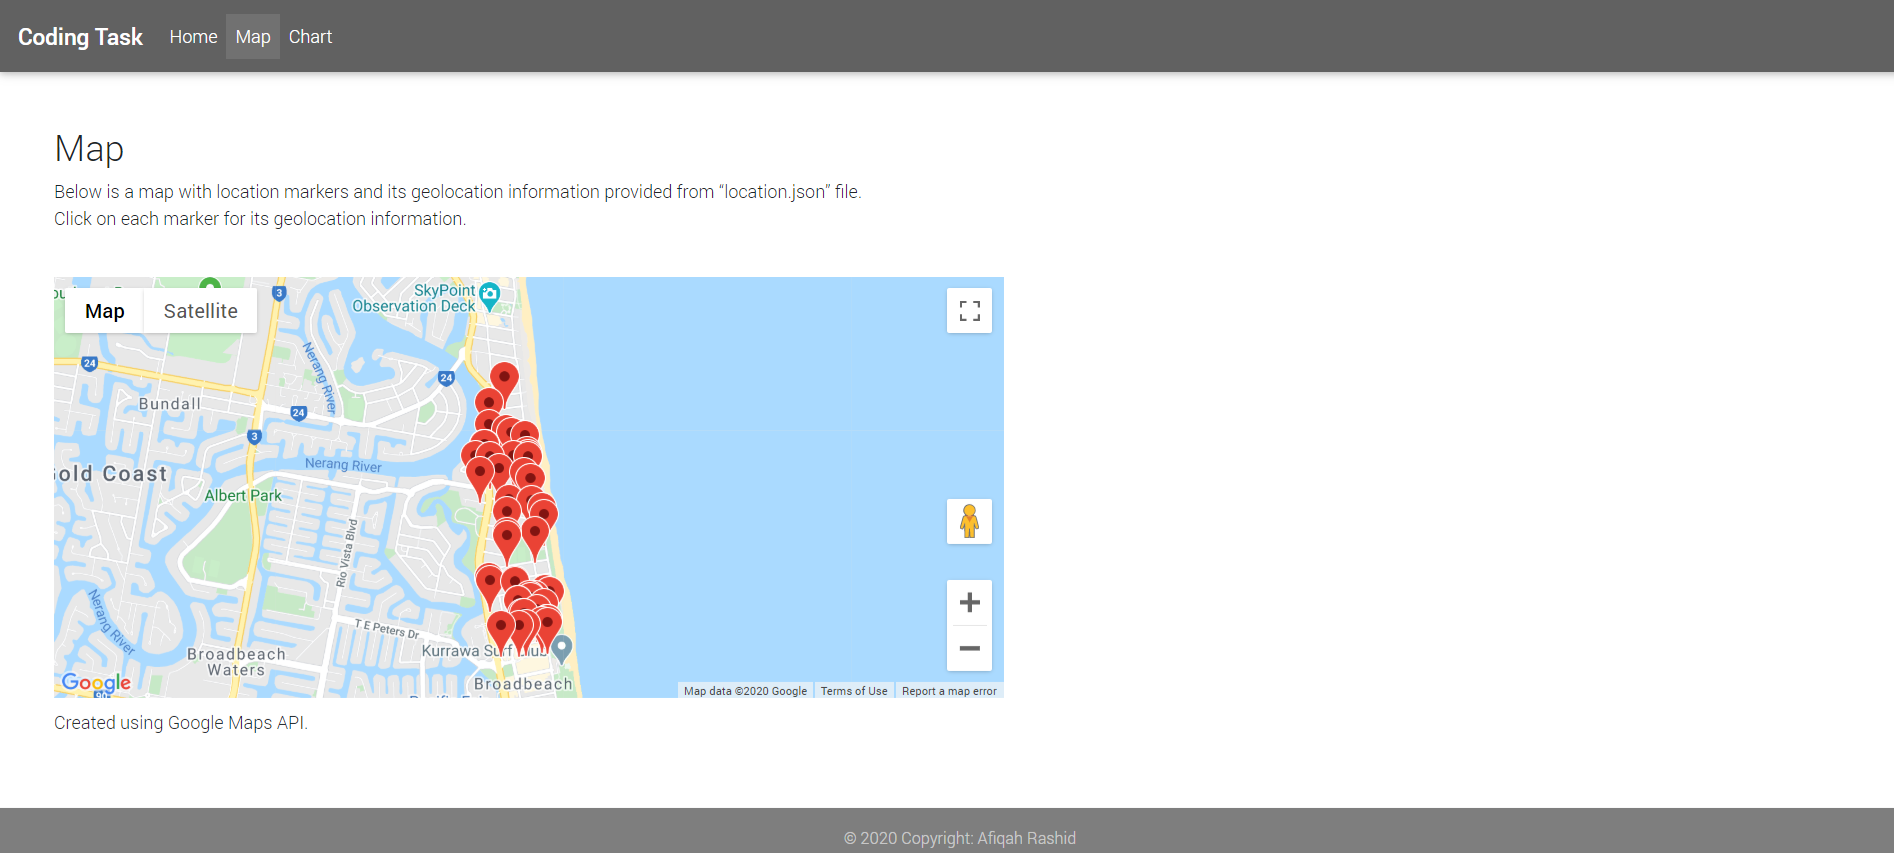 Coding Task Home Map Chart
Map
Below is a map with location markers and its geolocation information provided from “location.json” file.
Click on each marker for its geolocation information.
Map Satellite
SkyPoint
Observation Deck
3
24
24
24
3
Nerang River
Bundall
Nerang River
old Coast
Albert Park
Rio Vista Blvd
Nerang River
T E Peters Dr
Broadbeach
Waters
Kurrawa Surf Club
Broadbeach
Google
90
Map data ©2020 Google Terms of Use Report a map error
Created using Google Maps API.
© 2020 Copyright: Afiqah Rashid